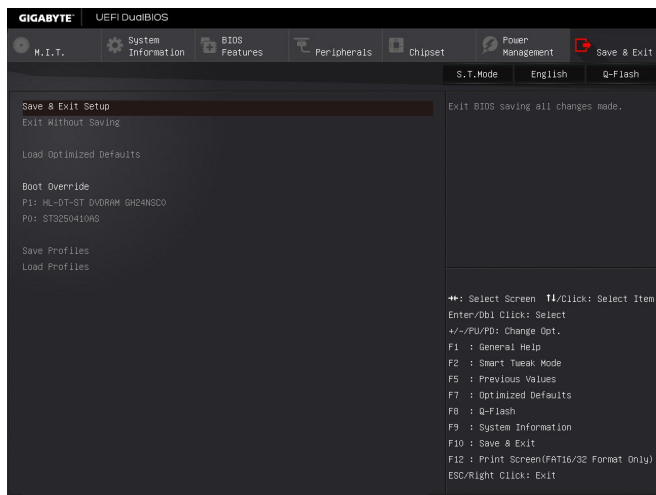 GIGABYTE™ UEFI DualBIOS
M.I.T.
System Information
BIOS Features
Peripherals
Chipset
Power Management
Save & Exit
S.T.Mode English Q-Flash
Save & Exit Setup
Exit Without Saving
Load Optimized Defaults
Boot Override
P1: HL-DT-ST DVDRAM GH24NSC0
P0: ST3250410AS
Save Profiles
Load Profiles
Exit BIOS saving all changes made.
→←: Select Screen ↑↓/Click: Select Item
Enter/Dbl Click: Select
+/-/PU/PD: Change Opt.
F1 : General Help
F2 : Smart Tweak Mode
F5 : Previous Values
F7 : Optimized Defaults
F8 : Q-Flash
F9 : System Information
F10 : Save & Exit
F12 : Print Screen(FAT16/32 Format Only)
ESC/Right Click: Exit